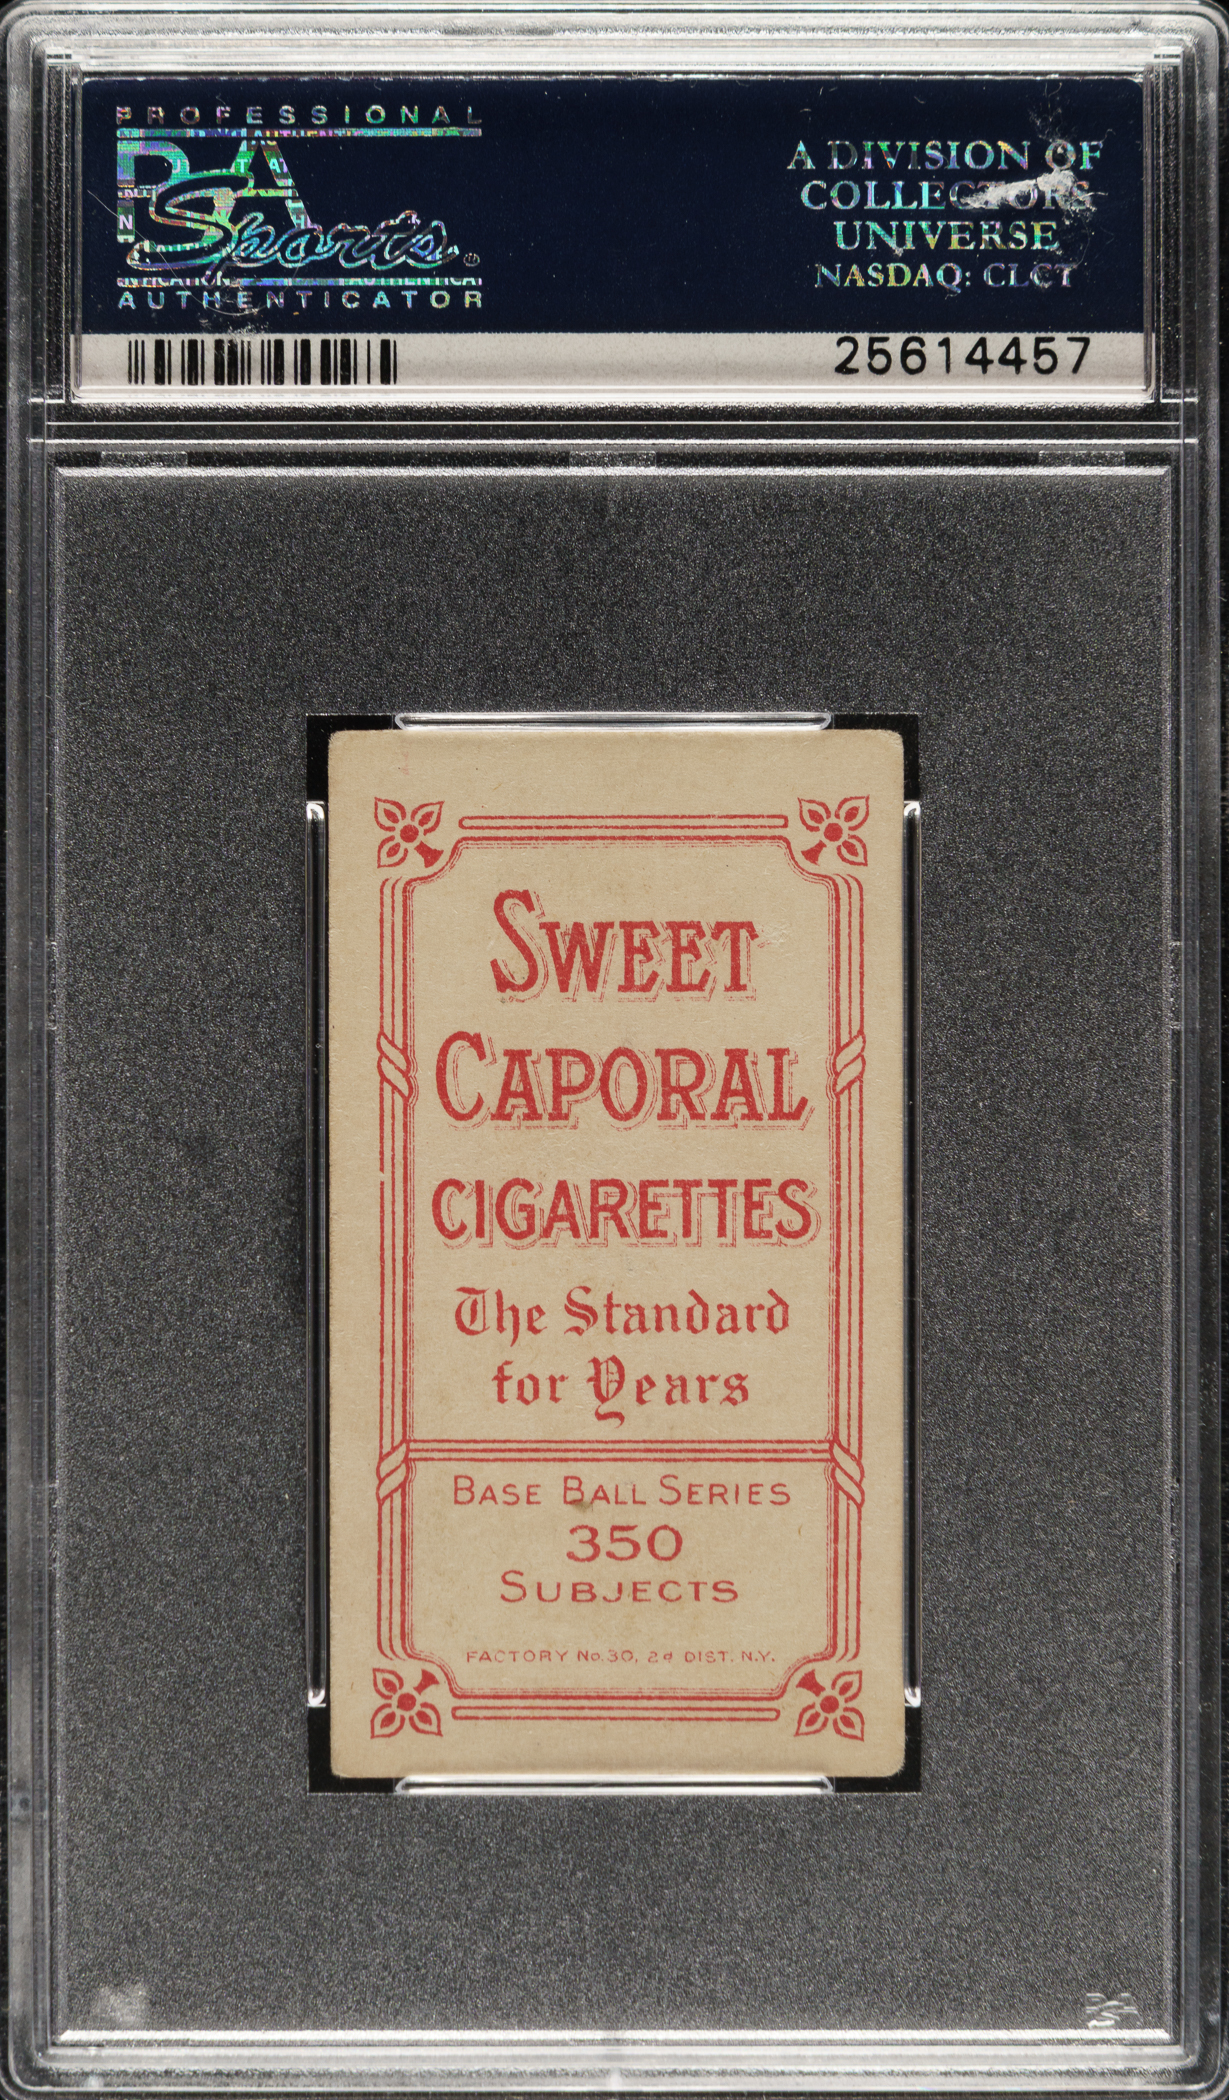 PROFESSIONAL
PSA
Sports
AUTHENTICATOR
A DIVISION OF
COLLECTORS
UNIVERSE
NASDAQ: CLCT
25614457
SWEET
CAPORAL
CIGARETTES
The Standard
for Years
BASE BALL SERIES
350
SUBJECTS
FACTORY No. 30, 2d DIST. N.Y.
PSA